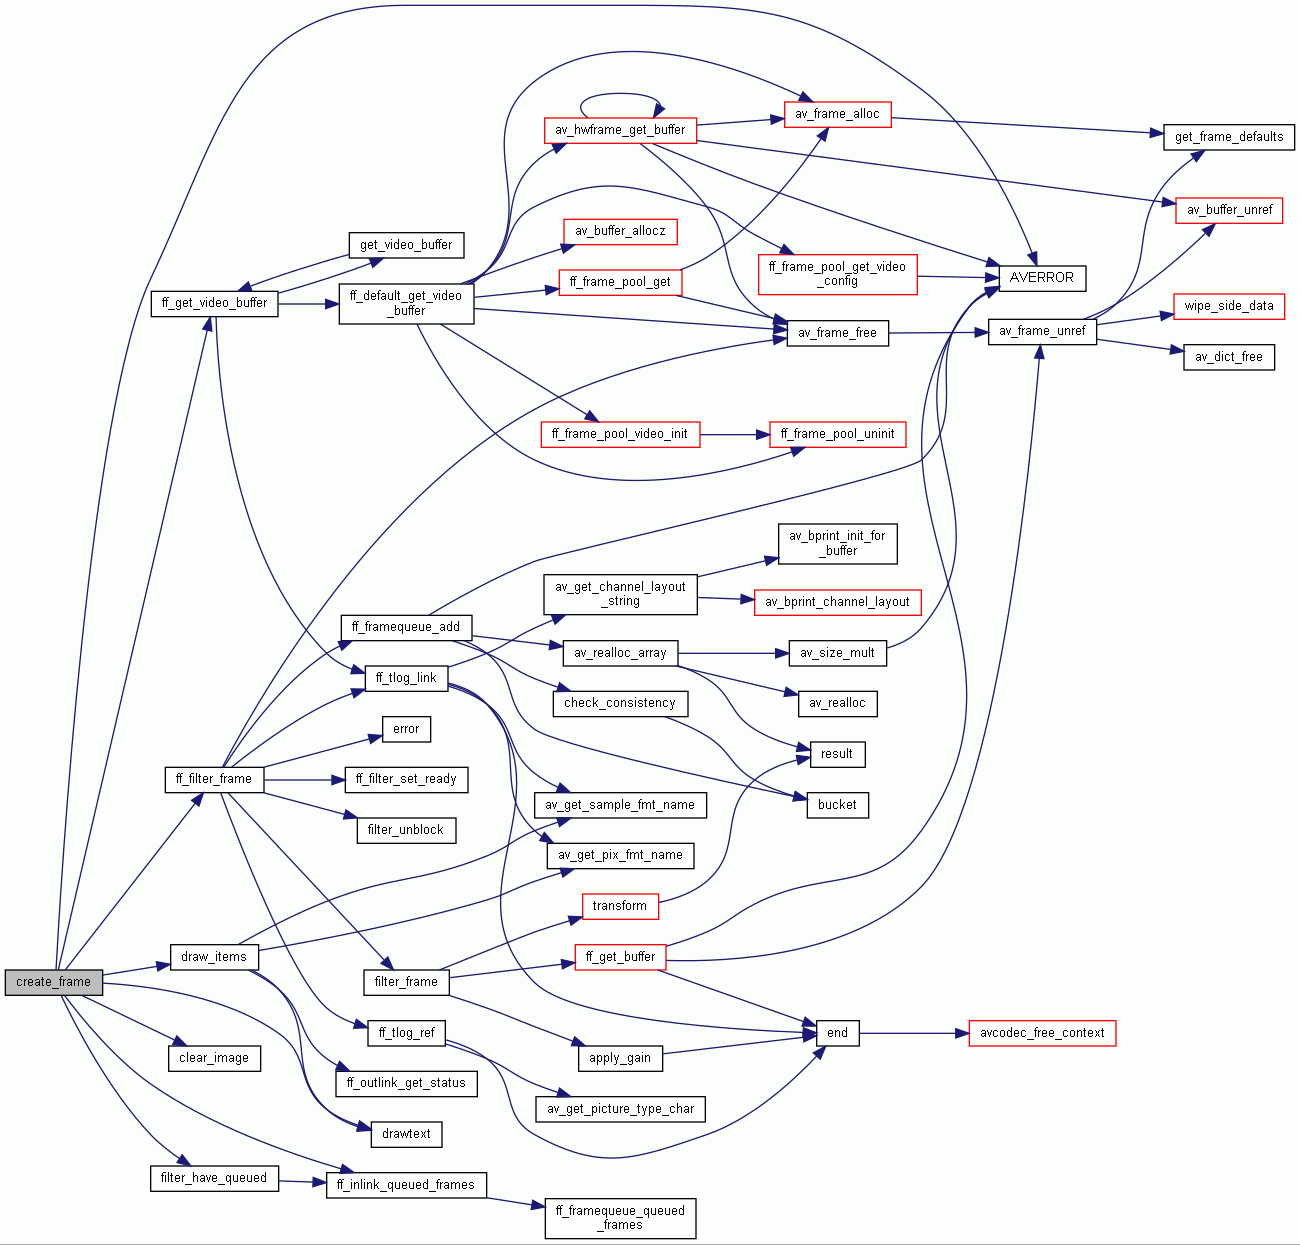 av_frame_alloc
av_hwframe_get_buffer
get_frame_defaults
av_buffer_unref
av_buffer_allocz
get_video_buffer
ff_frame_pool_get_video
_config
AVERROR
ff_frame_pool_get
ff_get_video_buffer
ff_default_get_video
_buffer
wipe_side_data
av_frame_free
av_frame_unref
av_dict_free
ff_frame_pool_video_init
ff_frame_pool_uninit
av_bprint_init_for
_buffer
av_get_channel_layout
_string
av_bprint_channel_layout
ff_framequeue_add
av_realloc_array
av_size_mult
ff_tlog_link
check_consistency
av_realloc
error
result
ff_filter_frame
ff_filter_set_ready
av_get_sample_fmt_name
bucket
filter_unblock
av_get_pix_fmt_name
transform
draw_items
ff_get_buffer
create_frame
filter_frame
ff_tlog_ref
end
avcodec_free_context
clear_image
apply_gain
ff_outlink_get_status
av_get_picture_type_char
drawtext
filter_have_queued
ff_inlink_queued_frames
ff_framequeue_queued
_frames